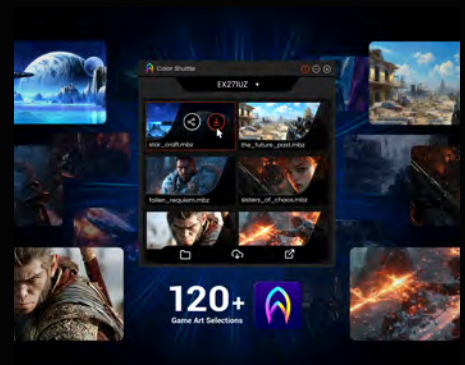 Color Shuttle
EX271UZ
star_craft.mbz
the_future_past.mbz
fallen_requiem.mbz
sisters_of_chaos.mbz
120+
Game Art Selections